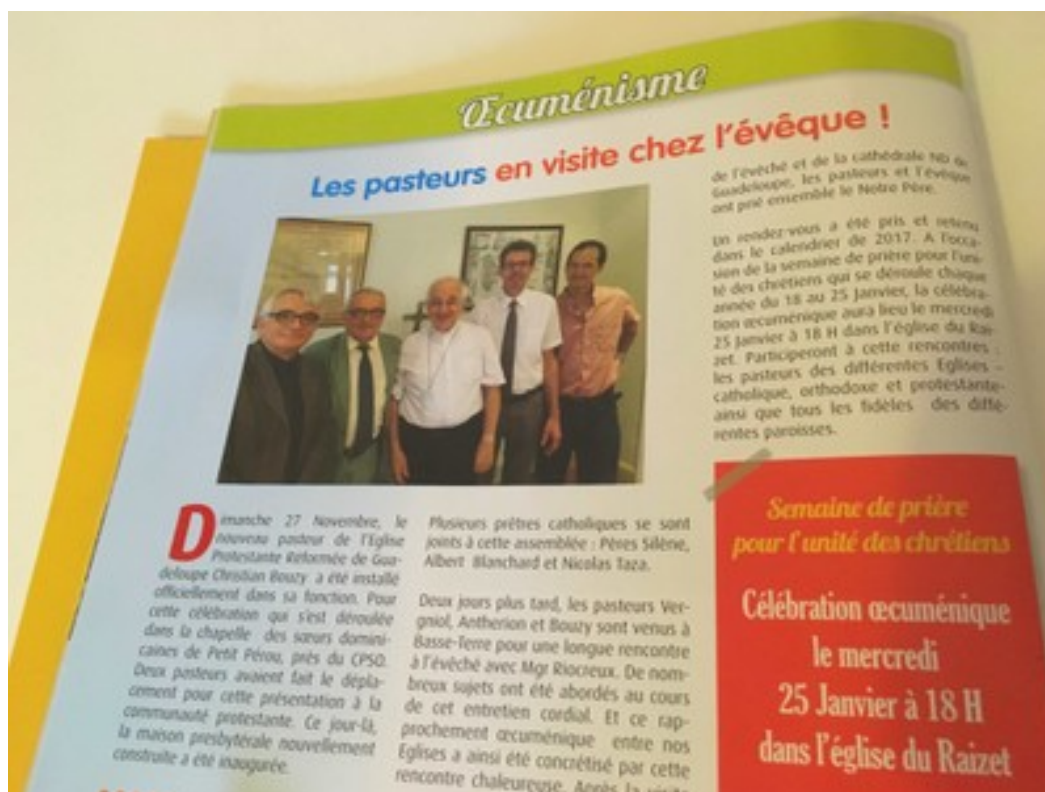 Œcuménisme
Les pasteurs en visite chez l'évêque !
Dimanche 27 Novembre, le
nouveau pasteur de l'Eglise
Protestante Réformée de Gua-
deloupe Christian Bouzy a été installé
officiellement dans sa fonction. Pour
cette célébration qui s'est déroulée
dans la chapelle des sœurs domini-
caines de Petit Pérou, près du CPSO.
Deux pasteurs avaient fait le dépla-
cement pour cette présentation à la
communauté protestante. Ce jour-là,
la maison presbytérale nouvellement
construite a été inaugurée.
Plusieurs prêtres catholiques se sont
joints à cette assemblée : Pères Silène,
Albert Blanchard et Nicolas Taza.
Deux jours plus tard, les pasteurs Ver-
gniol, Antherion et Bouzy sont venus à
Basse-Terre pour une longue rencontre
à l'évêché avec Mgr Riocreux. De nom-
breux sujets ont été abordés au cours
de cet entretien cordial. Et ce rap-
prochement œcuménique entre nos
Eglises a ainsi été concrétisé par cette
rencontre chaleureuse. Après la visite
de l'évêché et de la cathédrale ND de
Guadeloupe, les pasteurs et l'évêque
ont prié ensemble le Notre Père.
Un rendez-vous a été pris et retenu
dans le calendrier de 2017. A l'occa-
sion de la semaine de prière pour l'uni-
té des chrétiens qui se déroule chaque
année du 18 au 25 Janvier, la célébra-
tion œcuménique aura lieu le mercredi
25 Janvier à 18 H dans l'église du Rai-
zet. Participeront à cette rencontres :
les pasteurs des différentes Eglises –
catholique, orthodoxe et protestante-
ainsi que tous les fidèles des diffé-
rentes paroisses.
Semaine de prière
pour l'unité des chrétiens
Célébration œcuménique
le mercredi
25 Janvier à 18 H
dans l'église du Raizet